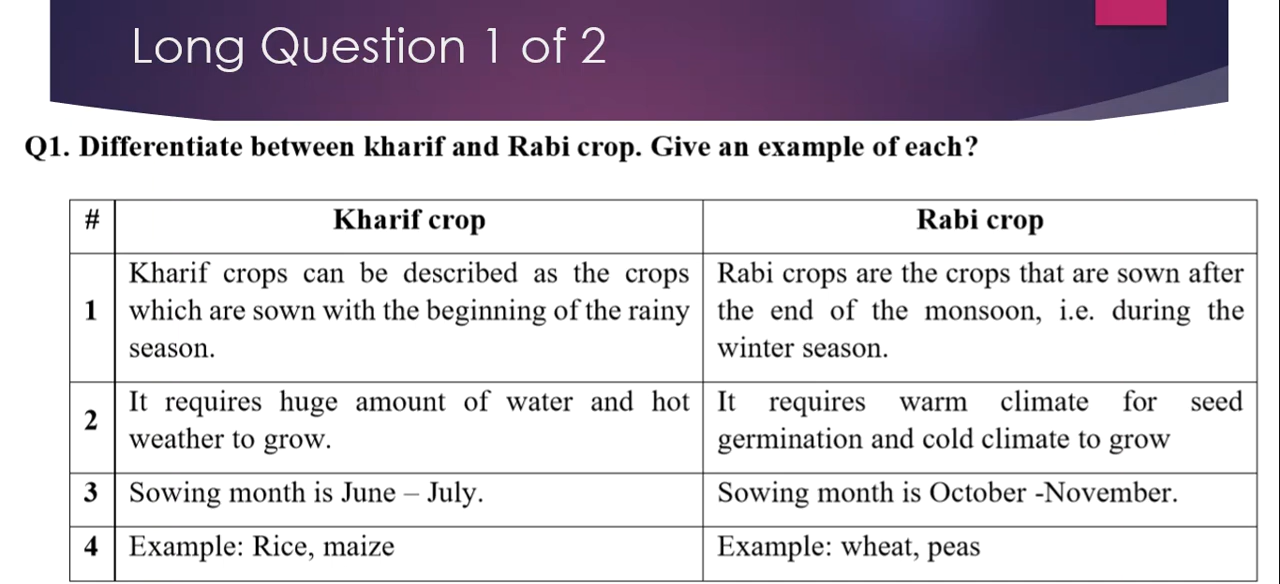 Long Question 1 of 2
Q1. Differentiate between kharif and Rabi crop. Give an example of each?
# Kharif crop Rabi crop
Kharif crops can be described as the crops
which are sown with the beginning of the rainy
season.
1
Rabi crops are the crops that are sown after
the end of the monsoon, i.e. during the
winter season.
It requires huge amount of water and hot
weather to grow.
2
It requires warm climate for seed
germination and cold climate to grow
3 Sowing month is June – July. Sowing month is October -November.
4 Example: Rice, maize Example: wheat, peas